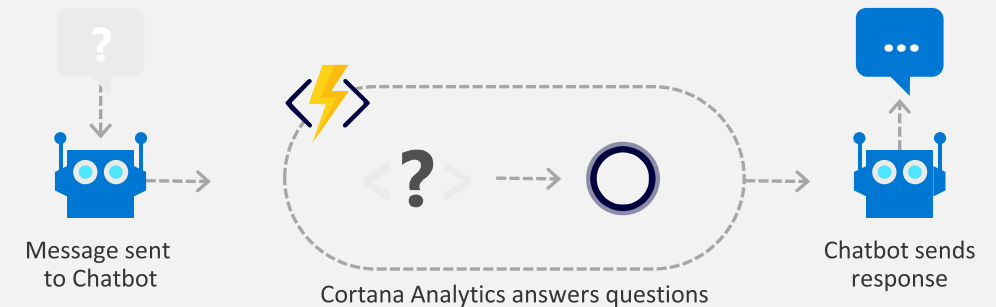 ?
< ? >
Message sent
to Chatbot
Cortana Analytics answers questions
Chatbot sends
response